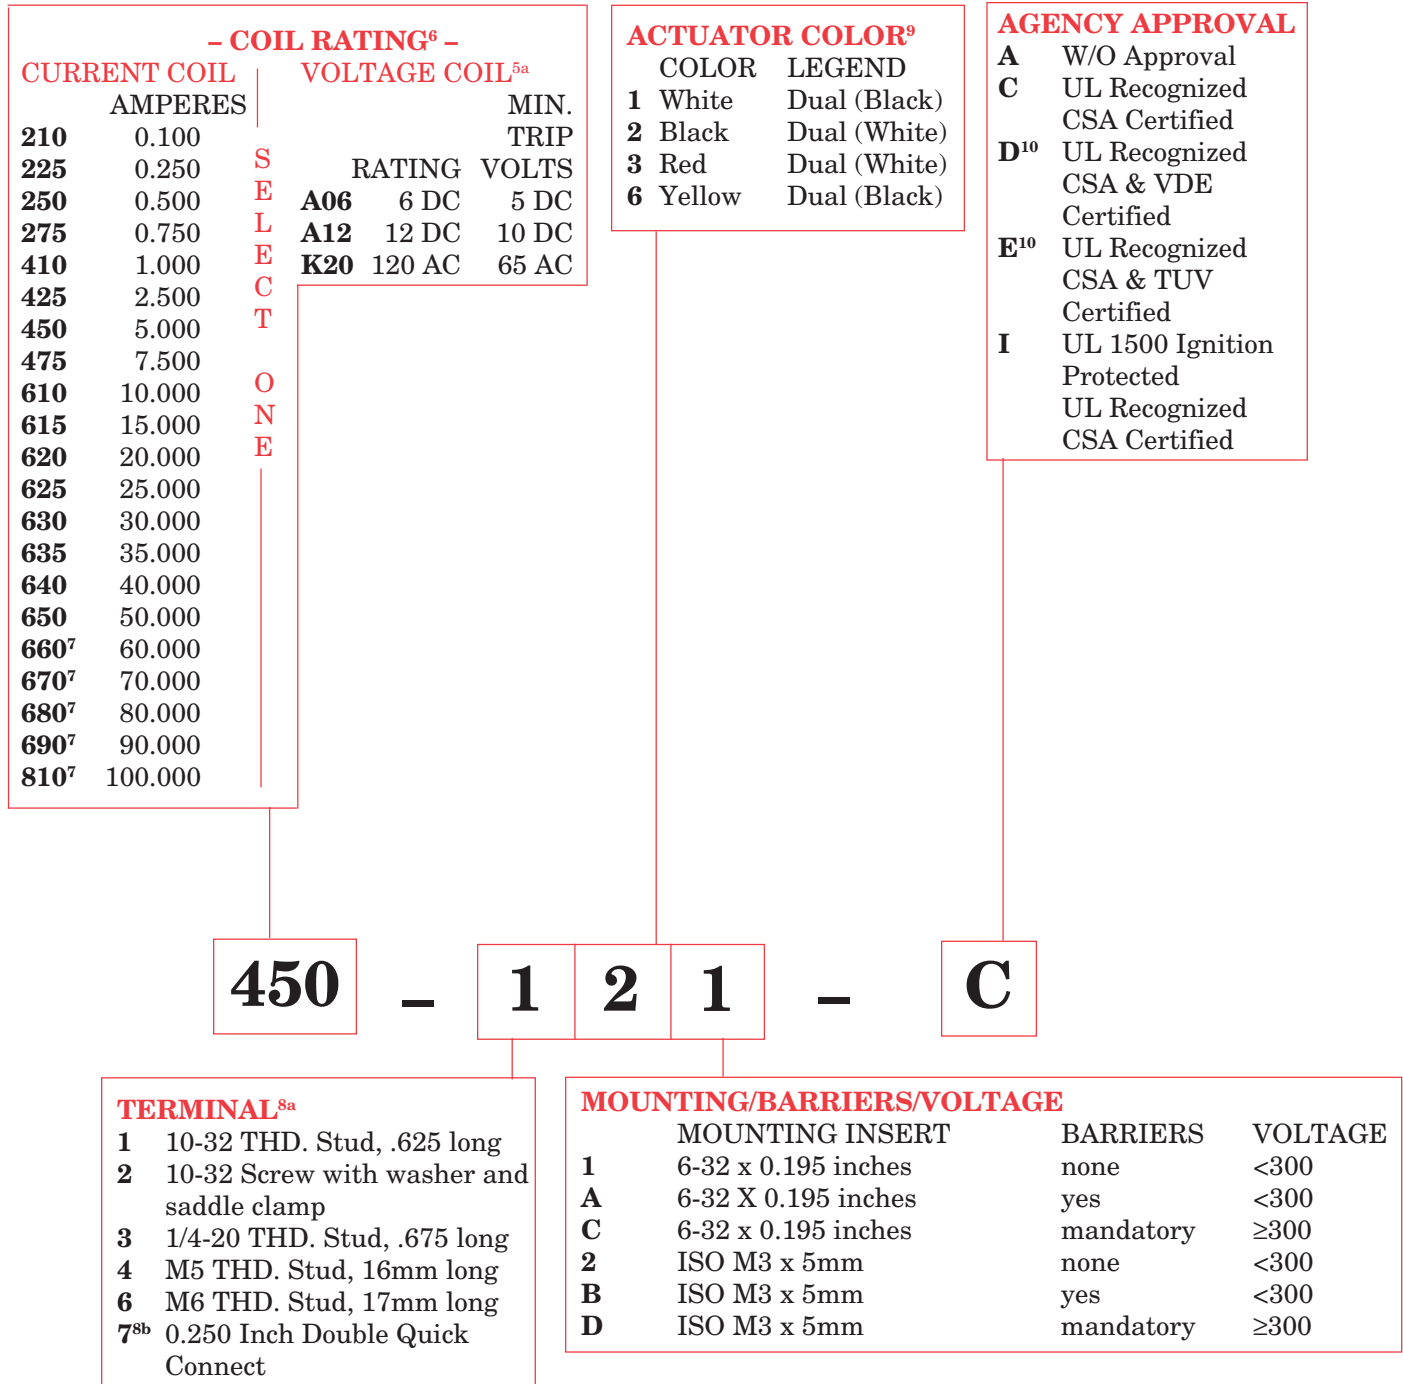 – COIL RATING⁶ –
CURRENT COIL
AMPERES
210 0.100
225 0.250
250 0.500
275 0.750
410 1.000
425 2.500
450 5.000
475 7.500
610 10.000
615 15.000
620 20.000
625 25.000
630 30.000
635 35.000
640 40.000
650 50.000
660⁷ 60.000
670⁷ 70.000
680⁷ 80.000
690⁷ 90.000
810⁷ 100.000
SELECT ONE
VOLTAGE COIL⁵ᵃ
MIN.
TRIP
RATING VOLTS
A06 6 DC 5 DC
A12 12 DC 10 DC
K20 120 AC 65 AC
ACTUATOR COLOR⁹
COLOR LEGEND
1 White Dual (Black)
2 Black Dual (White)
3 Red Dual (White)
6 Yellow Dual (Black)
AGENCY APPROVAL
A W/O Approval
C UL Recognized
CSA Certified
D¹⁰ UL Recognized
CSA & VDE
Certified
E¹⁰ UL Recognized
CSA & TUV
Certified
I UL 1500 Ignition
Protected
UL Recognized
CSA Certified
450 – 1 2 1 – C
TERMINAL⁸ᵃ
1 10-32 THD. Stud, .625 long
2 10-32 Screw with washer and
saddle clamp
3 1/4-20 THD. Stud, .675 long
4 M5 THD. Stud, 16mm long
6 M6 THD. Stud, 17mm long
7⁸ᵇ 0.250 Inch Double Quick
Connect
MOUNTING/BARRIERS/VOLTAGE
MOUNTING INSERT BARRIERS VOLTAGE
1 6-32 x 0.195 inches none <300
A 6-32 X 0.195 inches yes <300
C 6-32 x 0.195 inches mandatory ≥300
2 ISO M3 x 5mm none <300
B ISO M3 x 5mm yes <300
D ISO M3 x 5mm mandatory ≥300